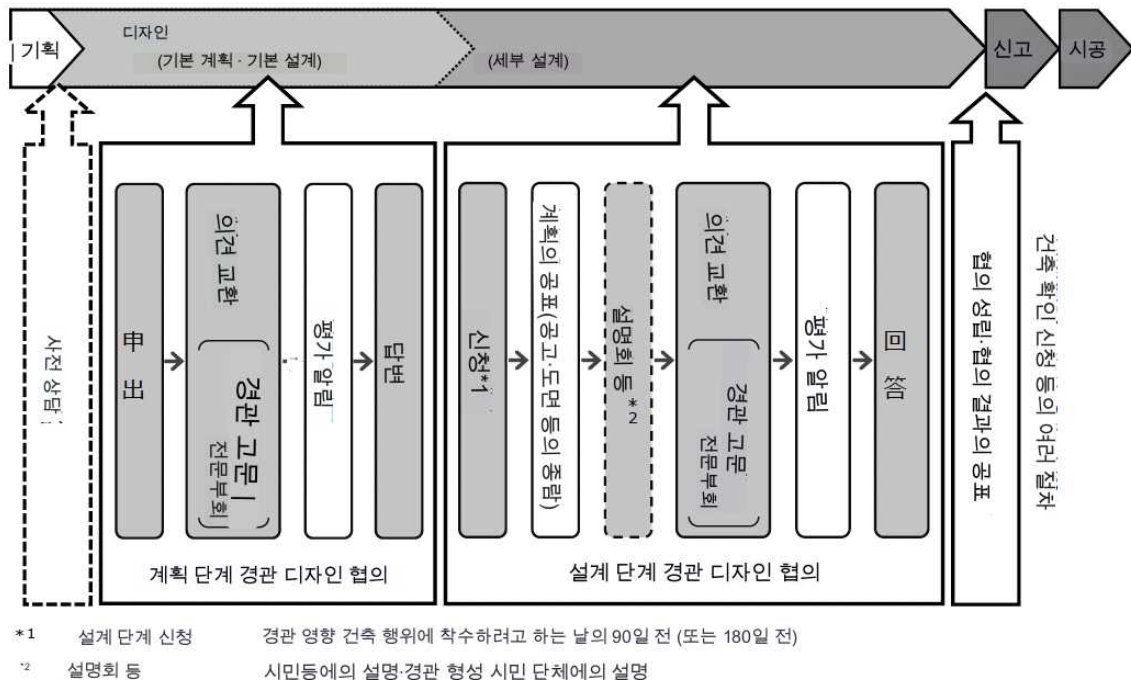 기획
디자인
(기본 계획 · 기본 설계)
(세부 설계)
신고
시공
사전 상담
申出
의견 교환
경관 고문
전문부회
평가 알림
답변
계획 단계 경관 디자인 협의
신청*1
계획의 공표(공고·도면 등의 종람)
설명회 등*2
의견 교환
경관 고문
전문부회
평가 알림
回答
설계 단계 경관 디자인 협의
협의 성립·협의 결과의 공표
건축 확인 신청 등의 여러 절차
*1 설계 단계 신청 경관 영향 건축 행위에 착수하려고 하는 날의 90일 전 (또는 180일 전)
*2 설명회 등 시민등에의 설명·경관 형성 시민 단체에의 설명